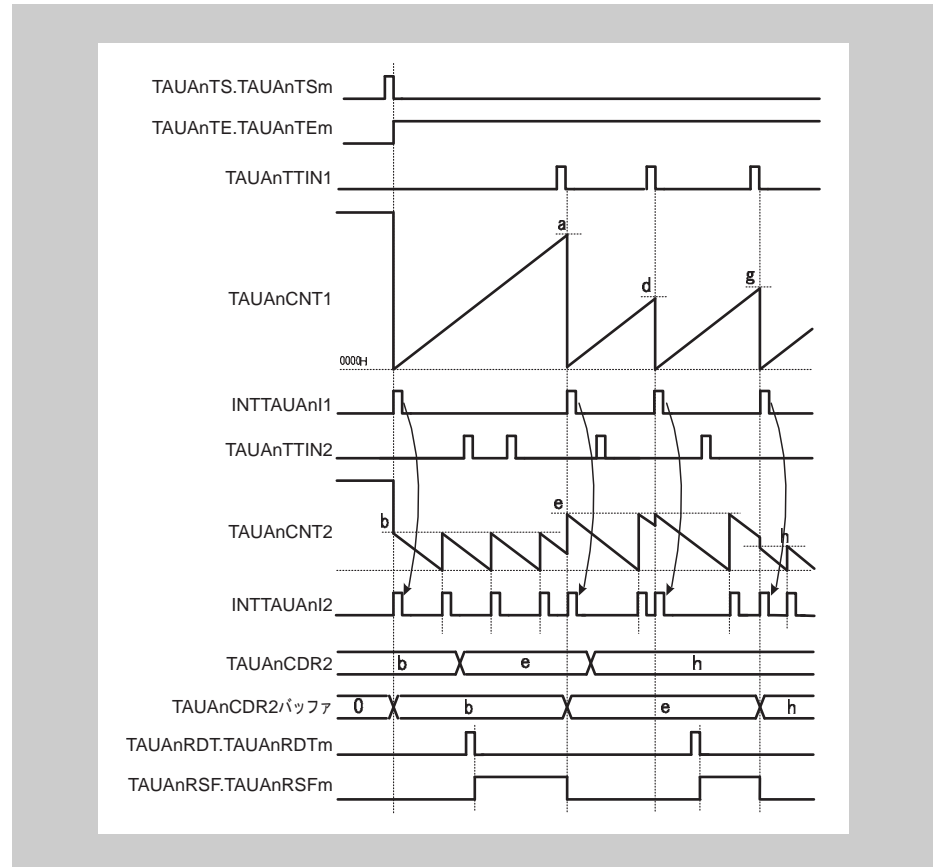 TAUAnTS.TAUAnTSm
TAUAnTE.TAUAnTEm
TAUAnTTIN1
a
d
g
TAUAnCNT1
0000H
INTTAUAnI1
TAUAnTTIN2
b
e
h
TAUAnCNT2
INTTAUAnI2
TAUAnCDR2 b e h
TAUAnCDR2バッファ 0 b e h
TAUAnRDT.TAUAnRDTm
TAUAnRSF.TAUAnRSFm